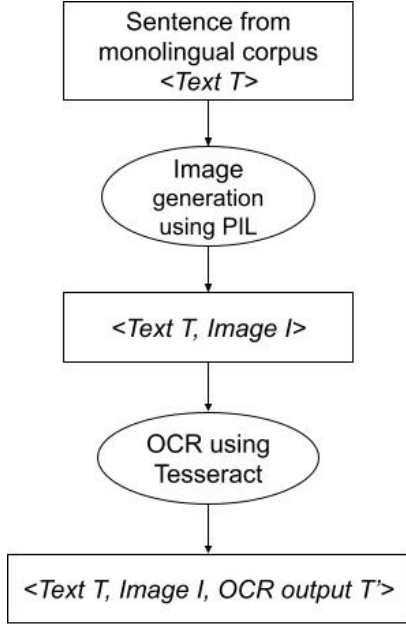 Sentence from
monolingual corpus
<Text T>
Image
generation
using PIL
<Text T, Image I>
OCR using
Tesseract
<Text T, Image I, OCR output T'>